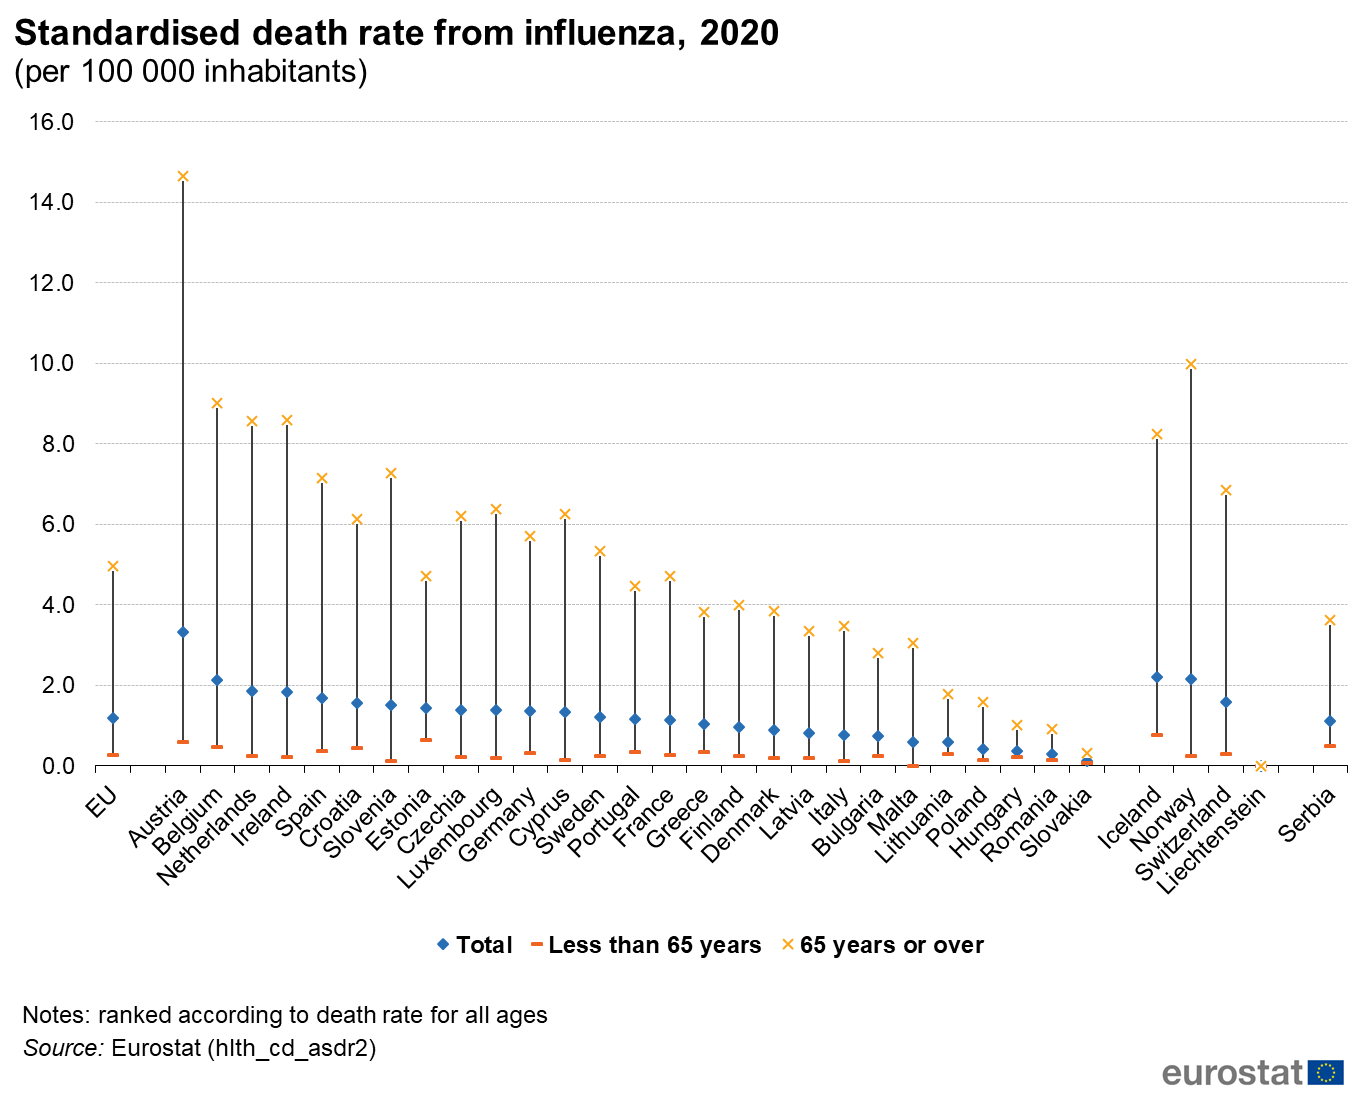 Standardised death rate from influenza, 2020
(per 100 000 inhabitants)
16.0
14.0
12.0
10.0
8.0
6.0
4.0
2.0
0.0
EU
Austria
Belgium
Netherlands
Ireland
Spain
Croatia
Slovenia
Estonia
Czechia
Luxembourg
Germany
Cyprus
Sweden
Portugal
France
Greece
Finland
Denmark
Latvia
Italy
Bulgaria
Malta
Lithuania
Poland
Hungary
Romania
Slovakia
Iceland
Norway
Switzerland
Liechtenstein
Serbia
Total Less than 65 years 65 years or over
Notes: ranked according to death rate for all ages
Source: Eurostat (hlth_cd_asdr2)
eurostat